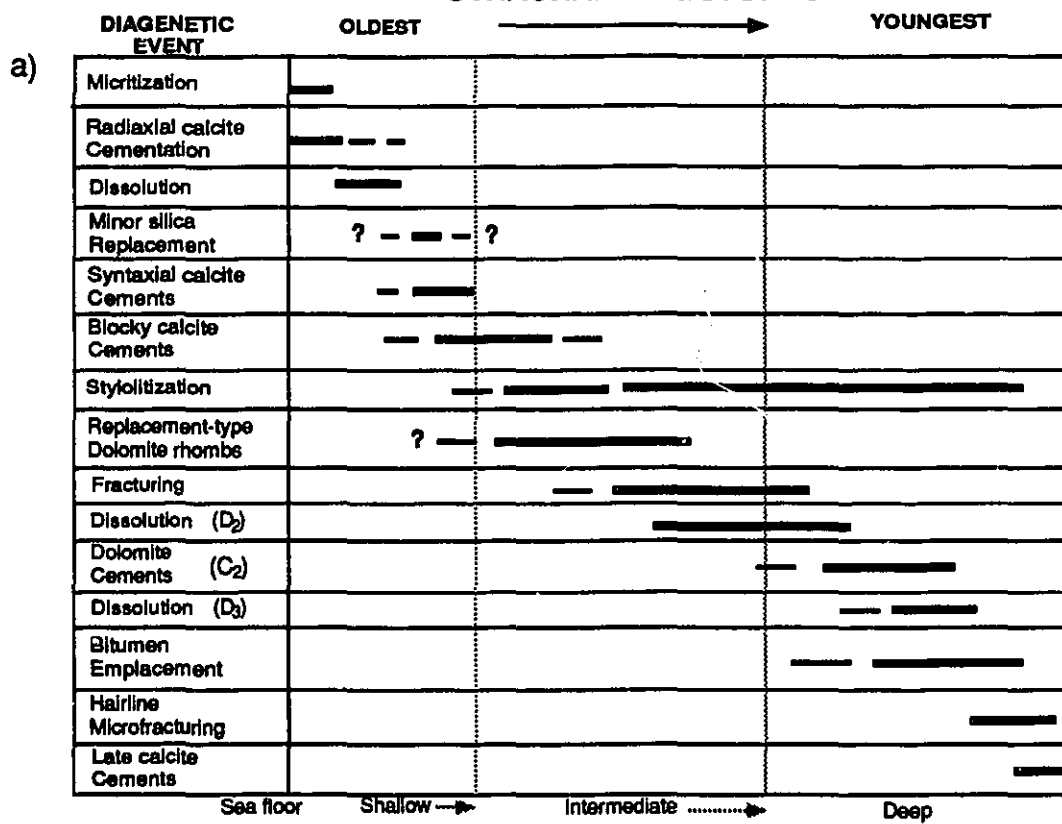 DIAGENETIC
EVENT
OLDEST
YOUNGEST
a)
Micritization
Radiaxial calcite
Cementation
Dissolution
Minor silica
Replacement
? ?
Syntaxial calcite
Cements
Blocky calcite
Cements
Stylolitization
Replacement-type
Dolomite rhombs
?
Fracturing
Dissolution (D2)
Dolomite
Cements (C2)
Dissolution (D3)
Bitumen
Emplacement
Hairline
Microfracturing
Late calcite
Cements
Sea floor Shallow Intermediate Deep